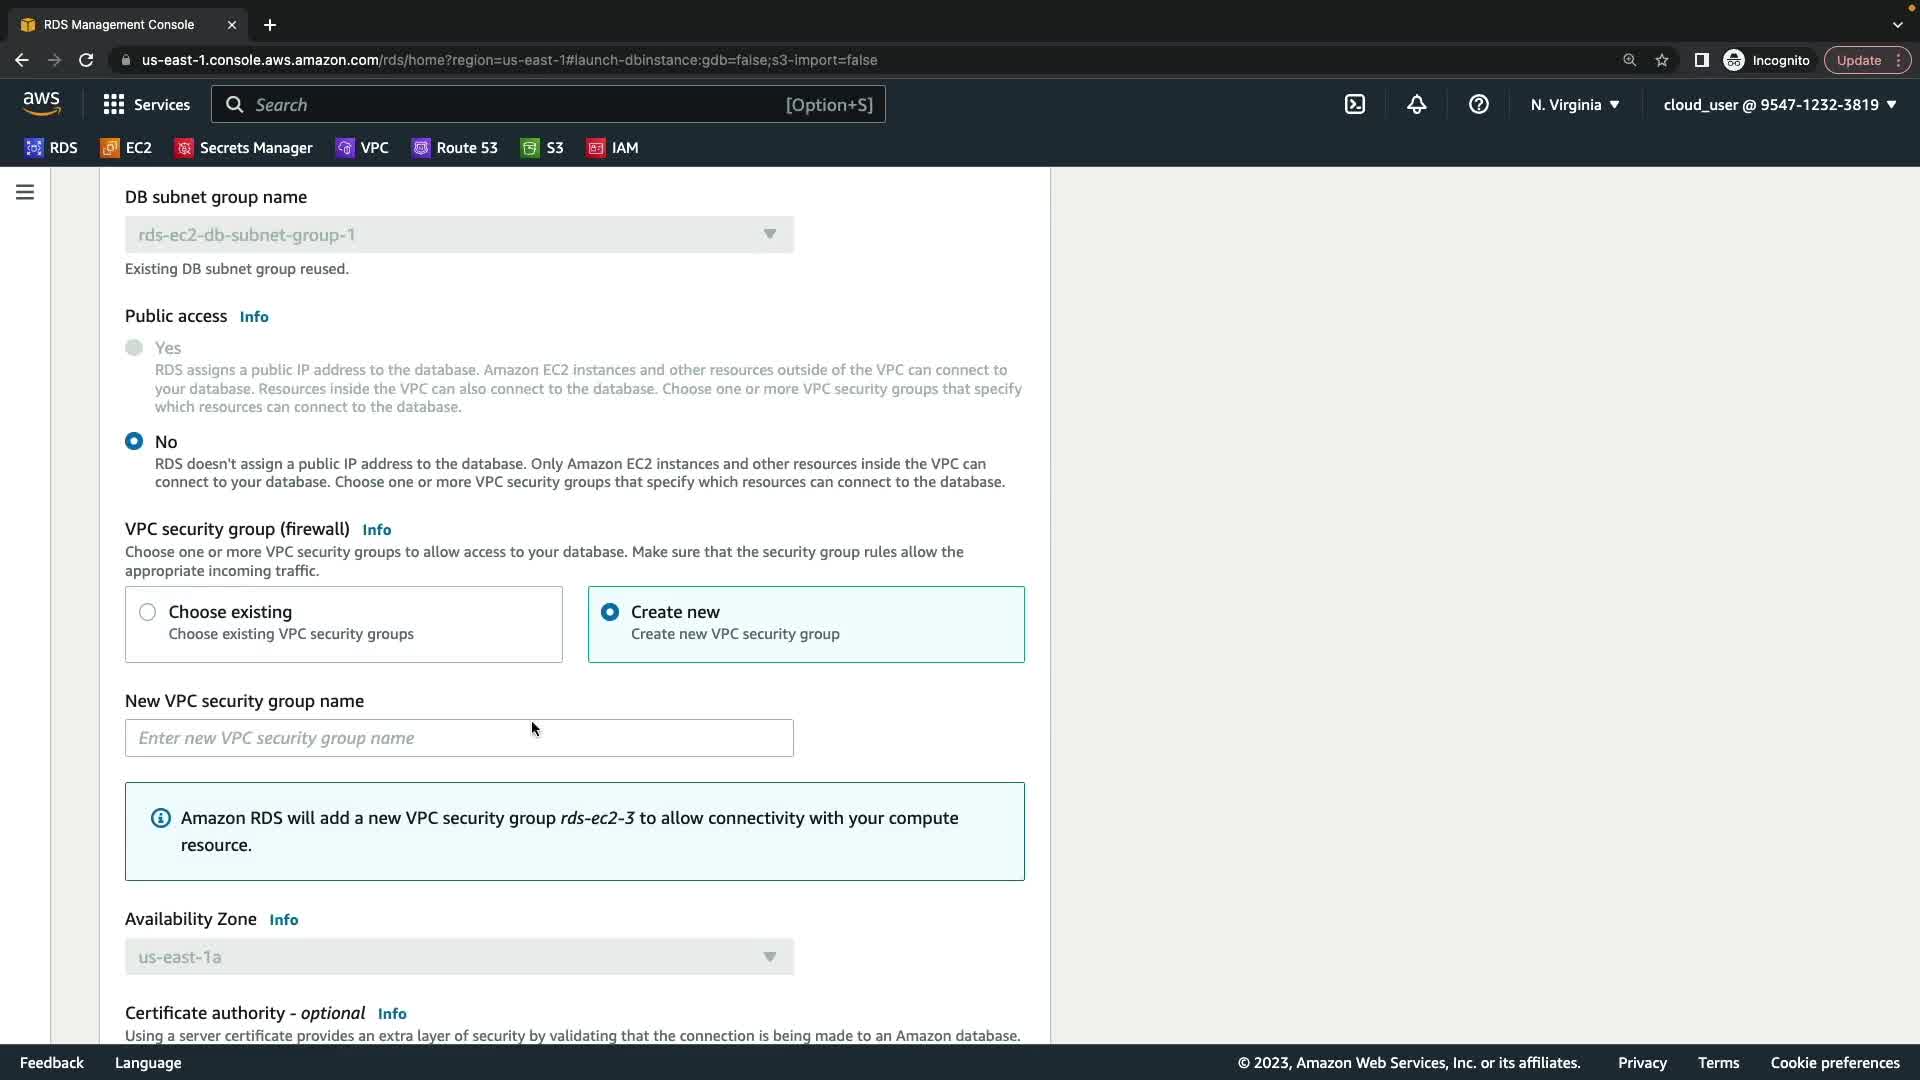 RDS Management Console
us-east-1.console.aws.amazon.com/rds/home?region=us-east-1#launch-dbinstance:gdb=false;s3-import=false
Incognito
Update
aws
Services
Search
[Option+S]
N. Virginia
cloud_user @ 9547-1232-3819
RDS
EC2
Secrets Manager
VPC
Route 53
S3
IAM
DB subnet group name
rds-ec2-db-subnet-group-1
Existing DB subnet group reused.
Public access Info
Yes
RDS assigns a public IP address to the database. Amazon EC2 instances and other resources outside of the VPC can connect to
your database. Resources inside the VPC can also connect to the database. Choose one or more VPC security groups that specify
which resources can connect to the database.
No
RDS doesn't assign a public IP address to the database. Only Amazon EC2 instances and other resources inside the VPC can
connect to your database. Choose one or more VPC security groups that specify which resources can connect to the database.
VPC security group (firewall) Info
Choose one or more VPC security groups to allow access to your database. Make sure that the security group rules allow the
appropriate incoming traffic.
Choose existing
Choose existing VPC security groups
Create new
Create new VPC security group
New VPC security group name
Enter new VPC security group name
Amazon RDS will add a new VPC security group rds-ec2-3 to allow connectivity with your compute
resource.
Availability Zone Info
us-east-1a
Certificate authority - optional Info
Using a server certificate provides an extra layer of security by validating that the connection is being made to an Amazon database.
Feedback
Language
© 2023, Amazon Web Services, Inc. or its affiliates.
Privacy
Terms
Cookie preferences